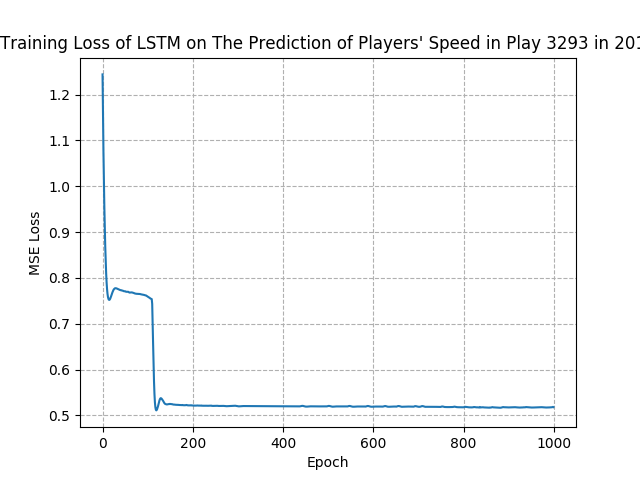 Training Loss of LSTM on The Prediction of Players' Speed in Play 3293 in 201
1.2
1.1
1.0
0.9
0.8
0.7
0.6
0.5
MSE Loss
0 200 400 600 800 1000
Epoch